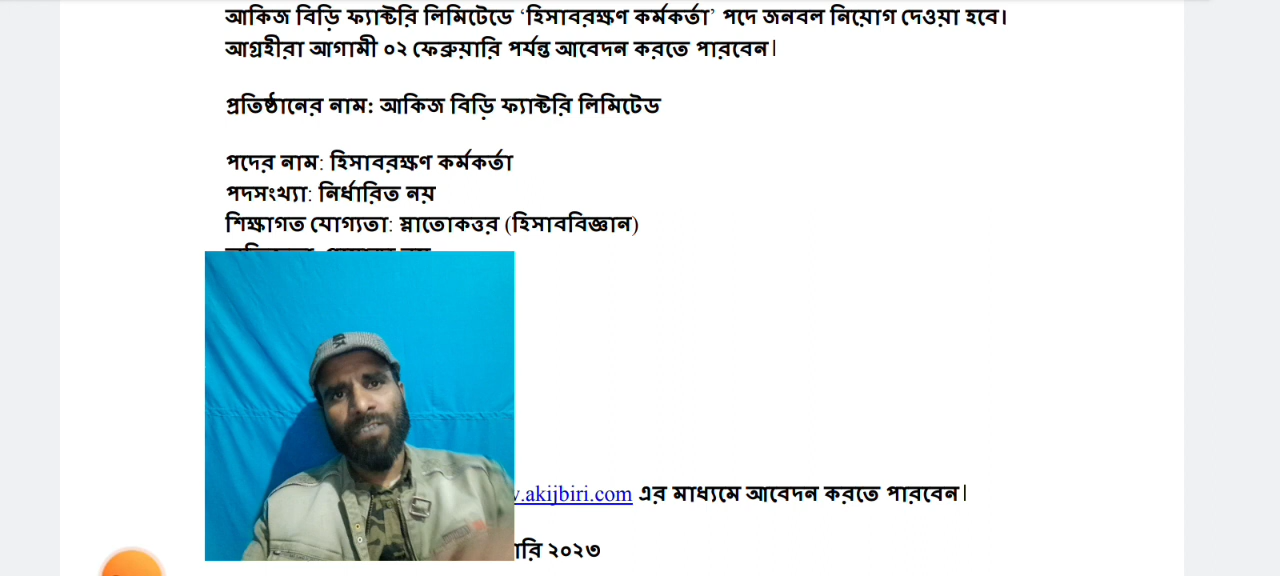 আকিজ বিড়ি ফ্যাক্টরি লিমিটেডে ‘হিসাবরক্ষণ কর্মকর্তা’ পদে জনবল নিয়োগ দেওয়া হবে।
আগ্রহীরা আগামী ০২ ফেব্রুয়ারি পর্যন্ত আবেদন করতে পারবেন।
প্রতিষ্ঠানের নাম: আকিজ বিড়ি ফ্যাক্টরি লিমিটেড
পদের নাম: হিসাবরক্ষণ কর্মকর্তা
পদসংখ্যা: নির্ধারিত নয়
শিক্ষাগত যোগ্যতা: স্নাতোকত্তর (হিসাববিজ্ঞান)
.akijbiri.com এর মাধ্যমে আবেদন করতে পারবেন।
২০২৩